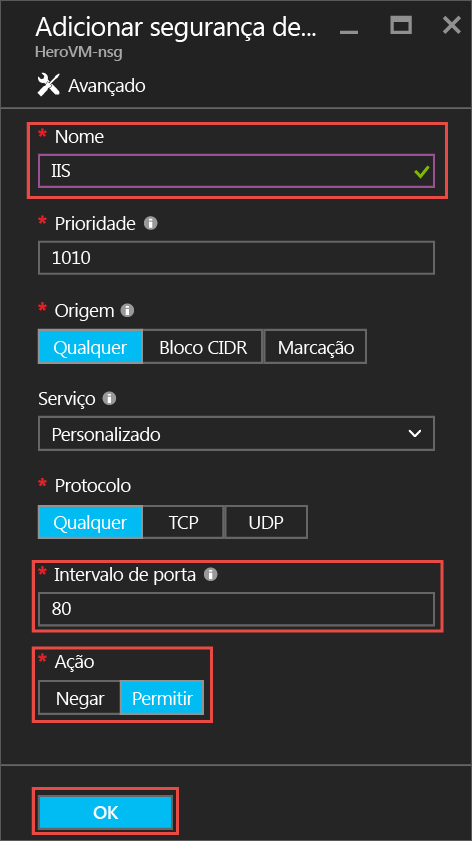 Adicionar segurança de...
HeroVM-nsg
Avançado
* Nome
IIS
* Prioridade
1010
* Origem
Qualquer Bloco CIDR Marcação
Serviço
Personalizado
* Protocolo
Qualquer TCP UDP
* Intervalo de porta
80
* Ação
Negar Permitir
OK